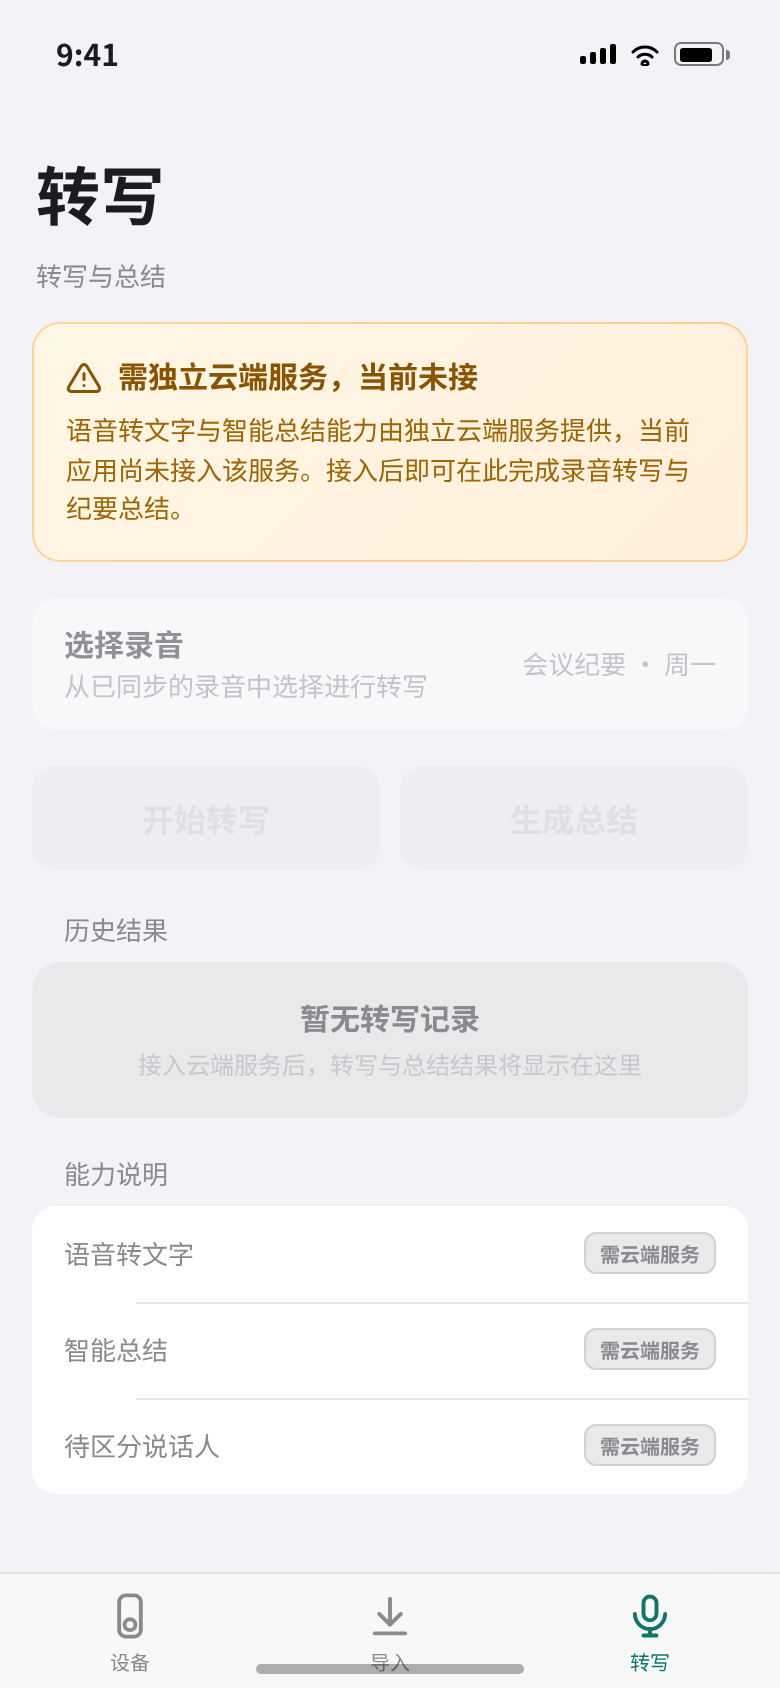 9:41
转写
转写与总结
需独立云端服务，当前未接
语音转文字与智能总结能力由独立云端服务提供，当前
应用尚未接入该服务。接入后即可在此完成录音转写与
纪要总结。
选择录音
从已同步的录音中选择进行转写
会议纪要 · 周一
开始转写
生成总结
历史结果
暂无转写记录
接入云端服务后，转写与总结结果将显示在这里
能力说明
语音转文字
需云端服务
智能总结
需云端服务
待区分说话人
需云端服务
设备
导入
转写